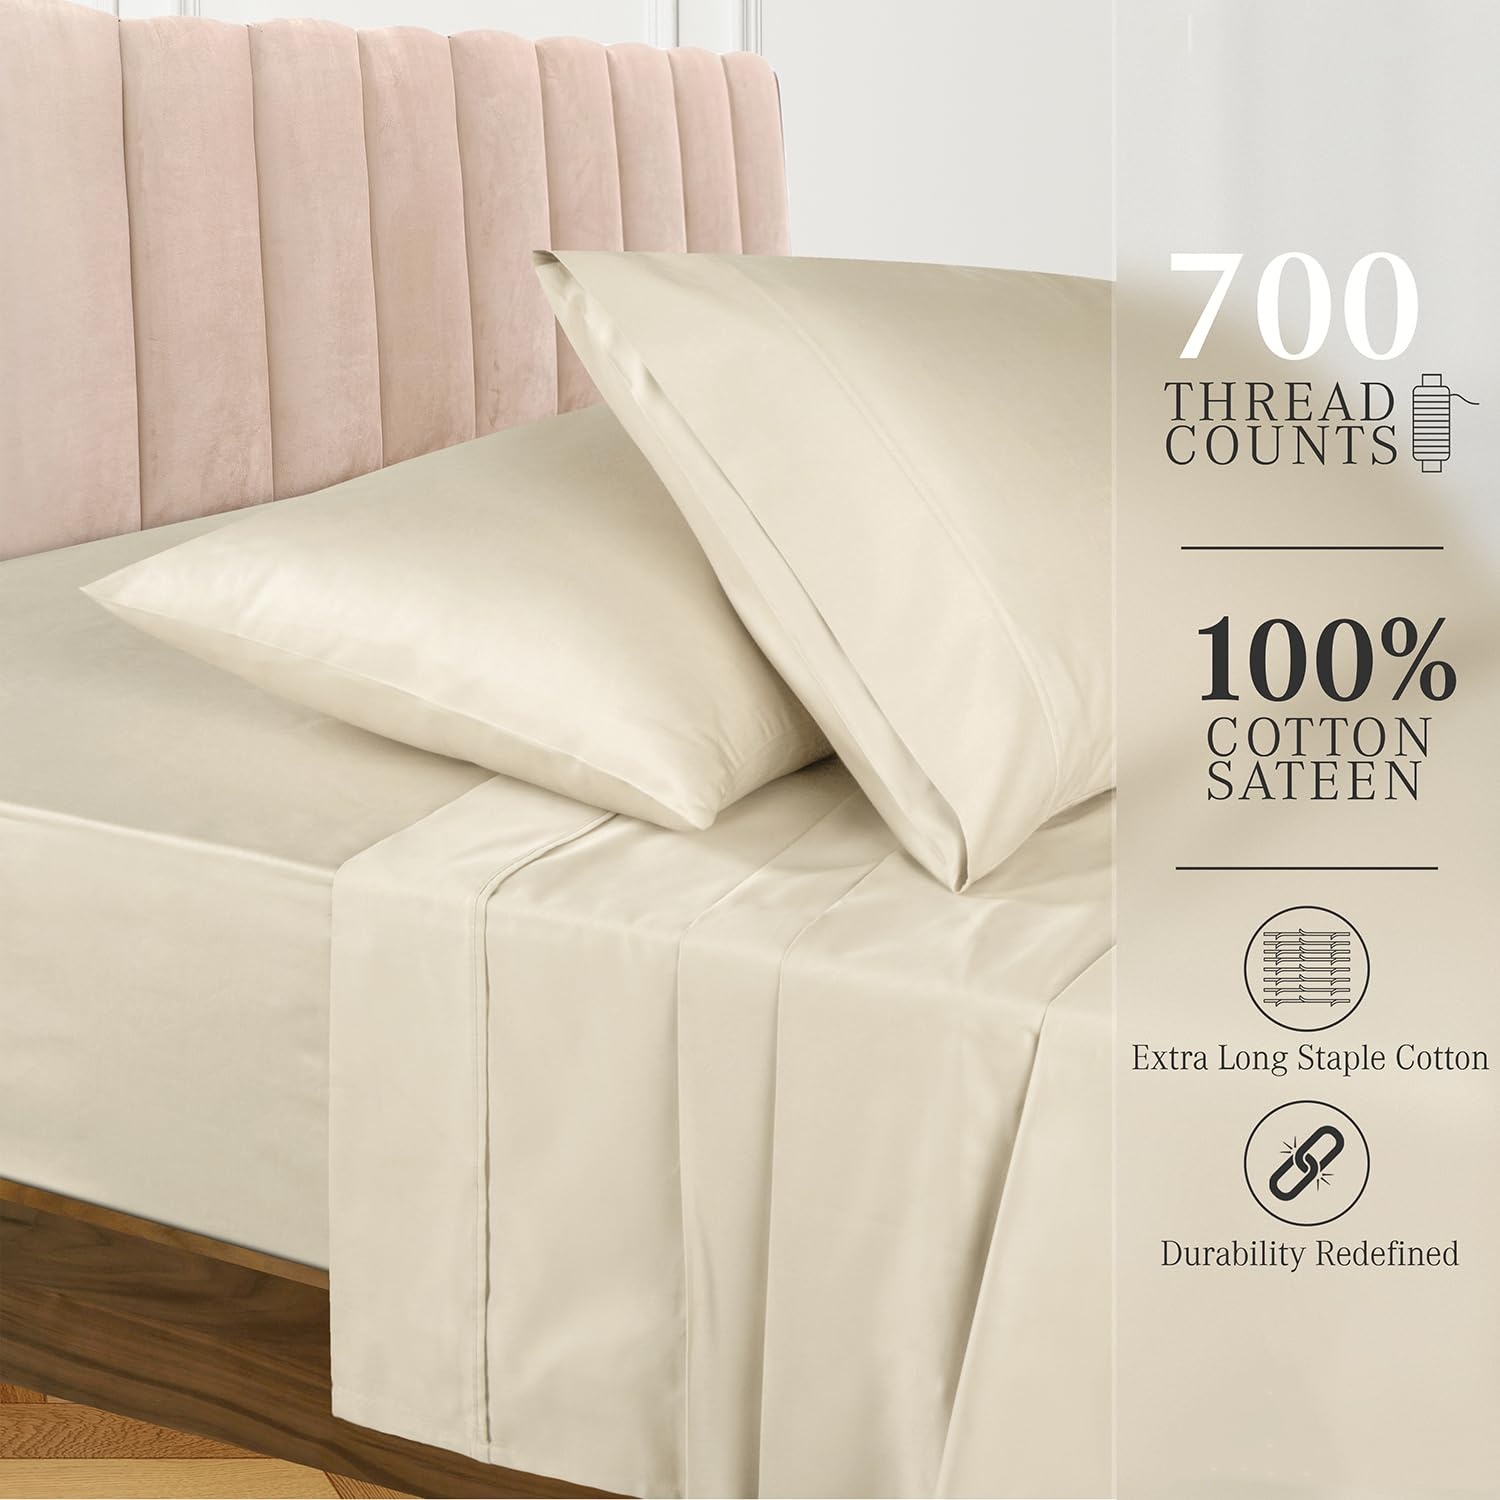 700
THREAD
COUNTS
100%
COTTON
SATEEN
Extra Long Staple Cotton
Durability Redefined